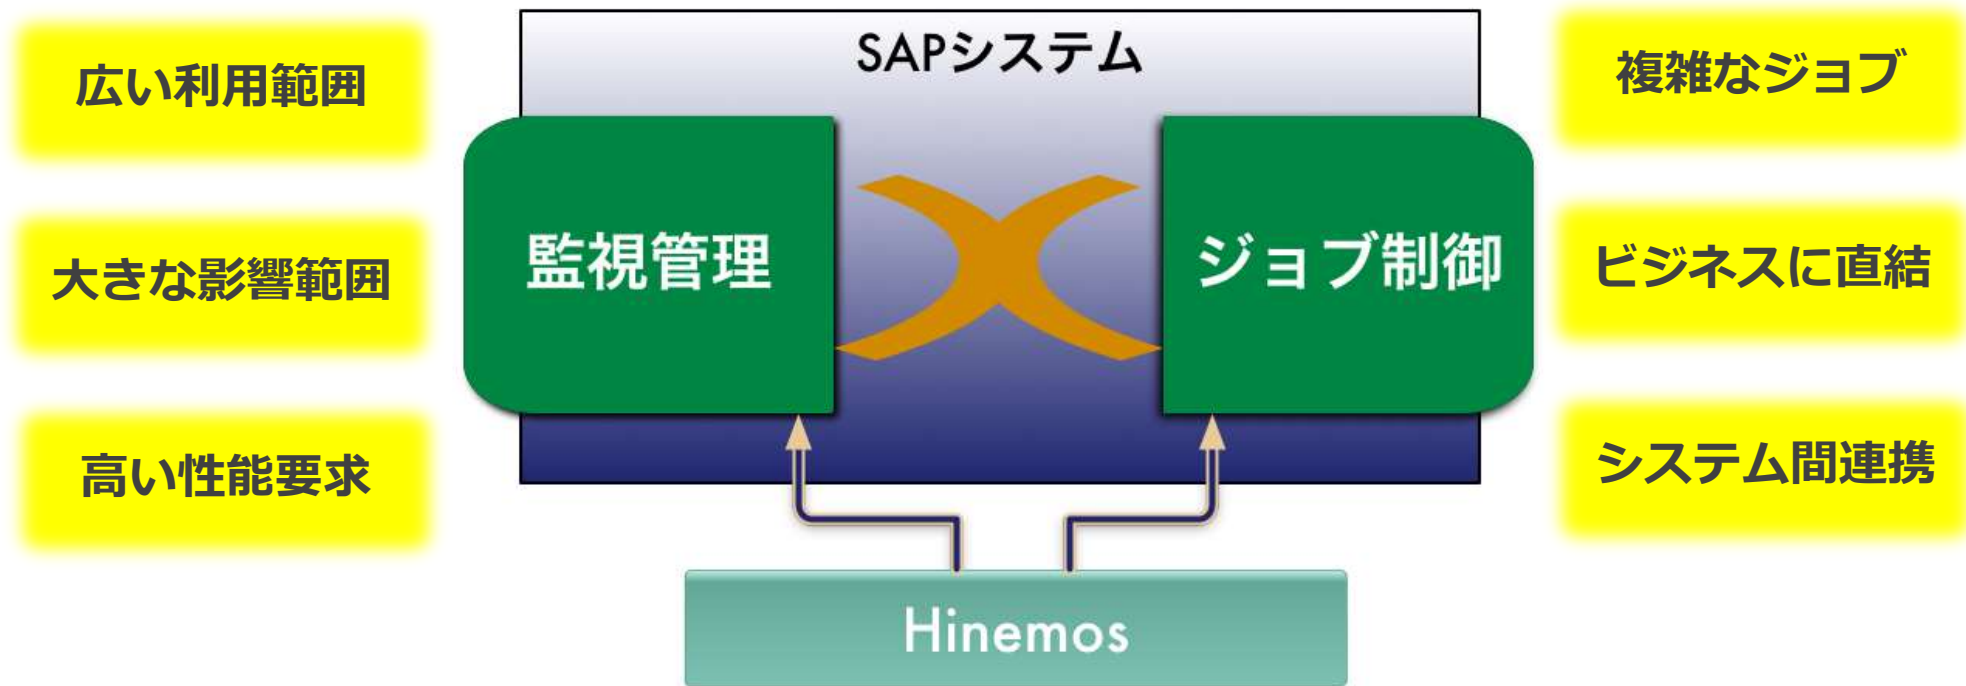 SAPシステム
広い利用範囲
大きな影響範囲
高い性能要求
監視管理
ジョブ制御
複雑なジョブ
ビジネスに直結
システム間連携
Hinemos